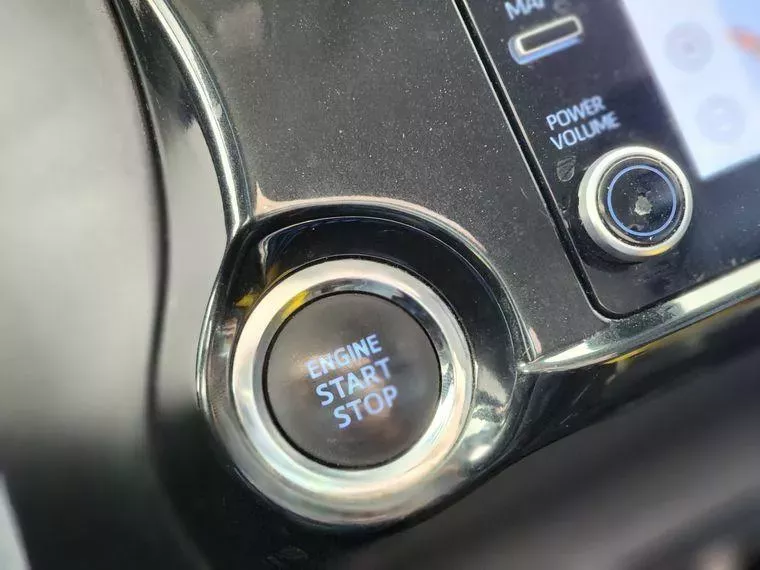 POWER
VOLUME
ENGINE
START
STOP